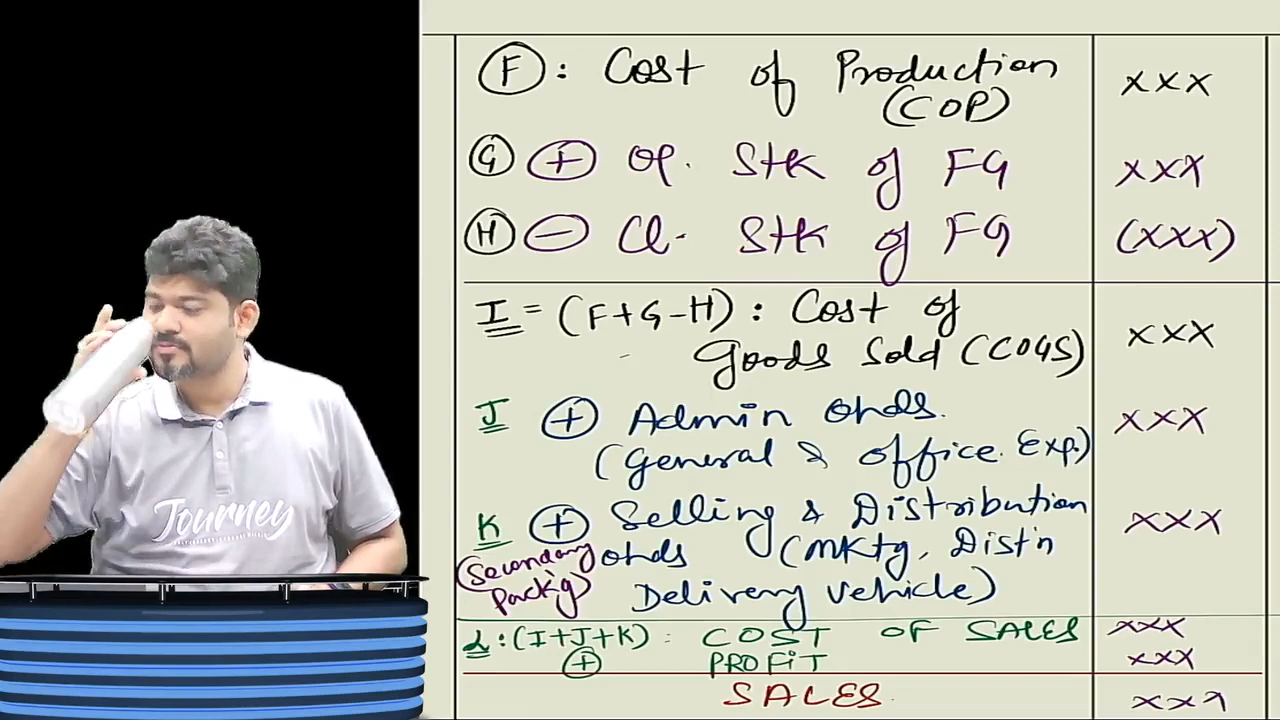 F : Cost of Production xxx
(COP)
G + Op. Stk of FG xxx
H - Cl. Stk of FG (xxx)
I = (F+G-H) : Cost of
Goods Sold (COGS) xxx
J + Admin ohds. xxx
(General & office. Exp.)
K + Selling & Distribution xxx
(Secondary ohds (Mktg, Distn
Packig) Delivery vehicle)
L : (I+J+K) : COST OF SALES xxx
+ PROFIT xxx
SALES xxx
Journey